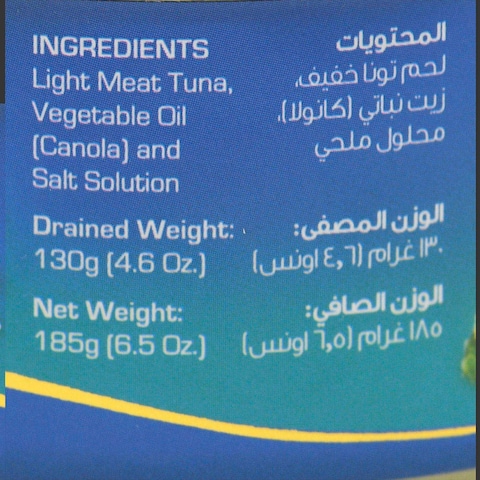 INGREDIENTS
Light Meat Tuna,
Vegetable Oil
(Canola) and
Salt Solution
Drained Weight:
130g (4.6 Oz.)
Net Weight:
185g (6.5 Oz.)
المحتويات
لحم تونا خفيف،
زيت نباتي (كانولا)،
محلول ملحي
الوزن المصفى:
١٣٠ غرام (٤,٦ اونس)
الوزن الصافي:
١٨٥ غرام (٦,٥ اونس)